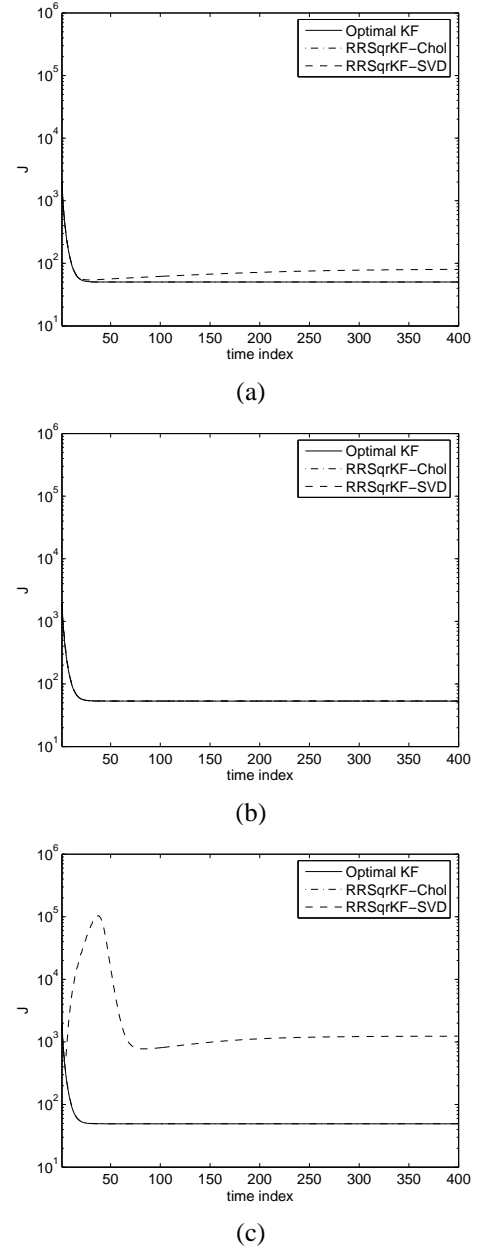 10^6
10^5
10^4
10^3
10^2
10^1
J
50 100 150 200 250 300 350 400
time index
Optimal KF
RRSqrKF−Chol
RRSqrKF−SVD
(a)
10^6
10^5
10^4
10^3
10^2
10^1
J
50 100 150 200 250 300 350 400
time index
Optimal KF
RRSqrKF−Chol
RRSqrKF−SVD
(b)
10^6
10^5
10^4
10^3
10^2
10^1
J
50 100 150 200 250 300 350 400
time index
Optimal KF
RRSqrKF−Chol
RRSqrKF−SVD
(c)